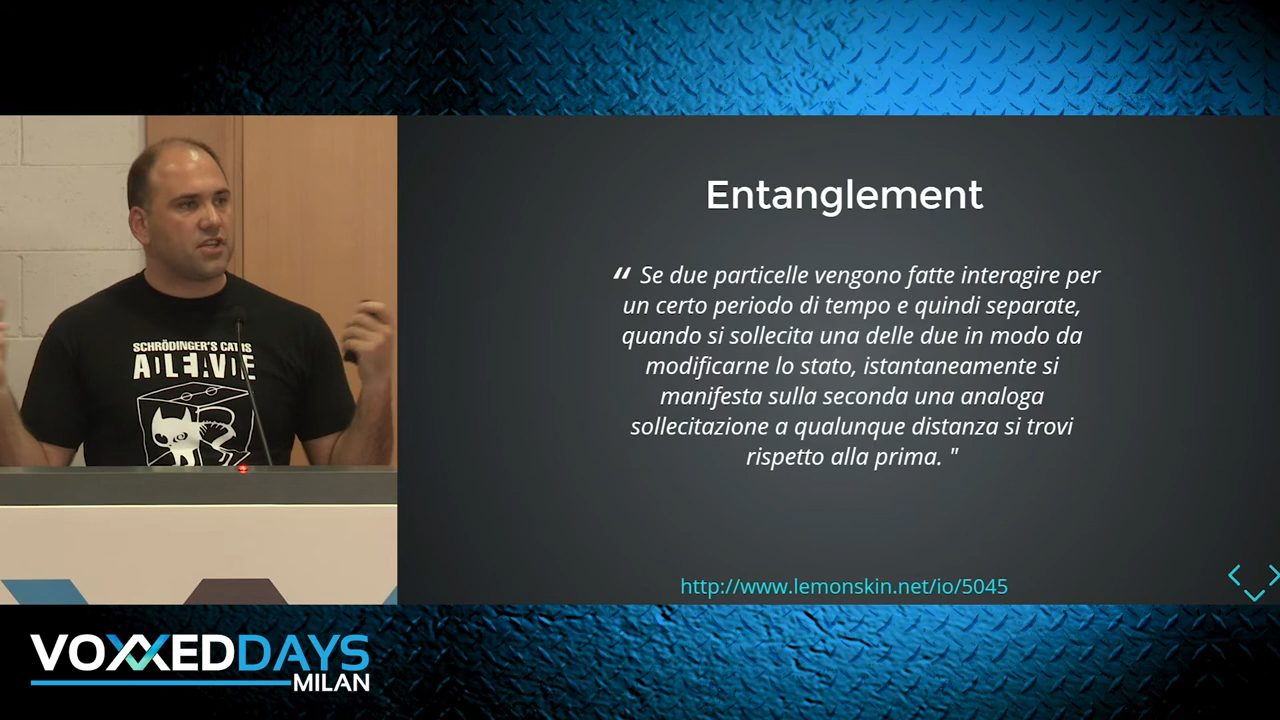 Entanglement
“ Se due particelle vengono fatte interagire per
un certo periodo di tempo e quindi separate,
quando si sollecita una delle due in modo da
modificarne lo stato, istantaneamente si
manifesta sulla seconda una analoga
sollecitazione a qualunque distanza si trovi
rispetto alla prima. "
http://www.lemonskin.net/io/5045
SCHRÖDINGER'S CAT IS
VOXXEDDAYS
MILAN